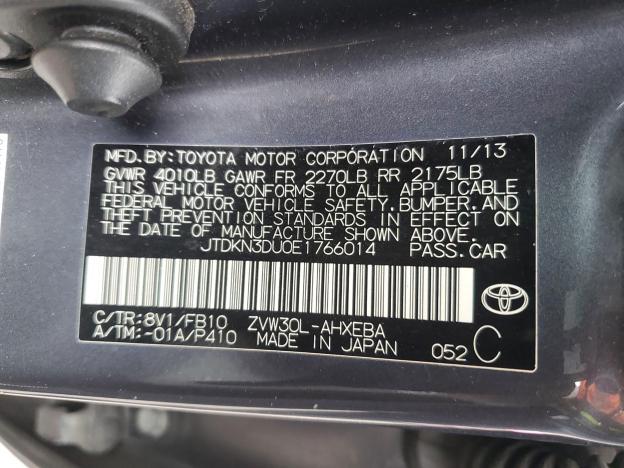 MFD. BY: TOYOTA MOTOR CORPORATION 11/13
GVWR 4010LB GAWR FR 2270LB RR 2175LB
THIS VEHICLE CONFORMS TO ALL APPLICABLE
FEDERAL MOTOR VEHICLE SAFETY, BUMPER, AND
THEFT PREVENTION STANDARDS IN EFFECT ON
THE DATE OF MANUFACTURE SHOWN ABOVE.
JTDKN3DU0E1766014 PASS. CAR
C/TR: 8V1/FB10 ZVW30L-AHXEBA
A/TM: -01A/P410 MADE IN JAPAN 052 C